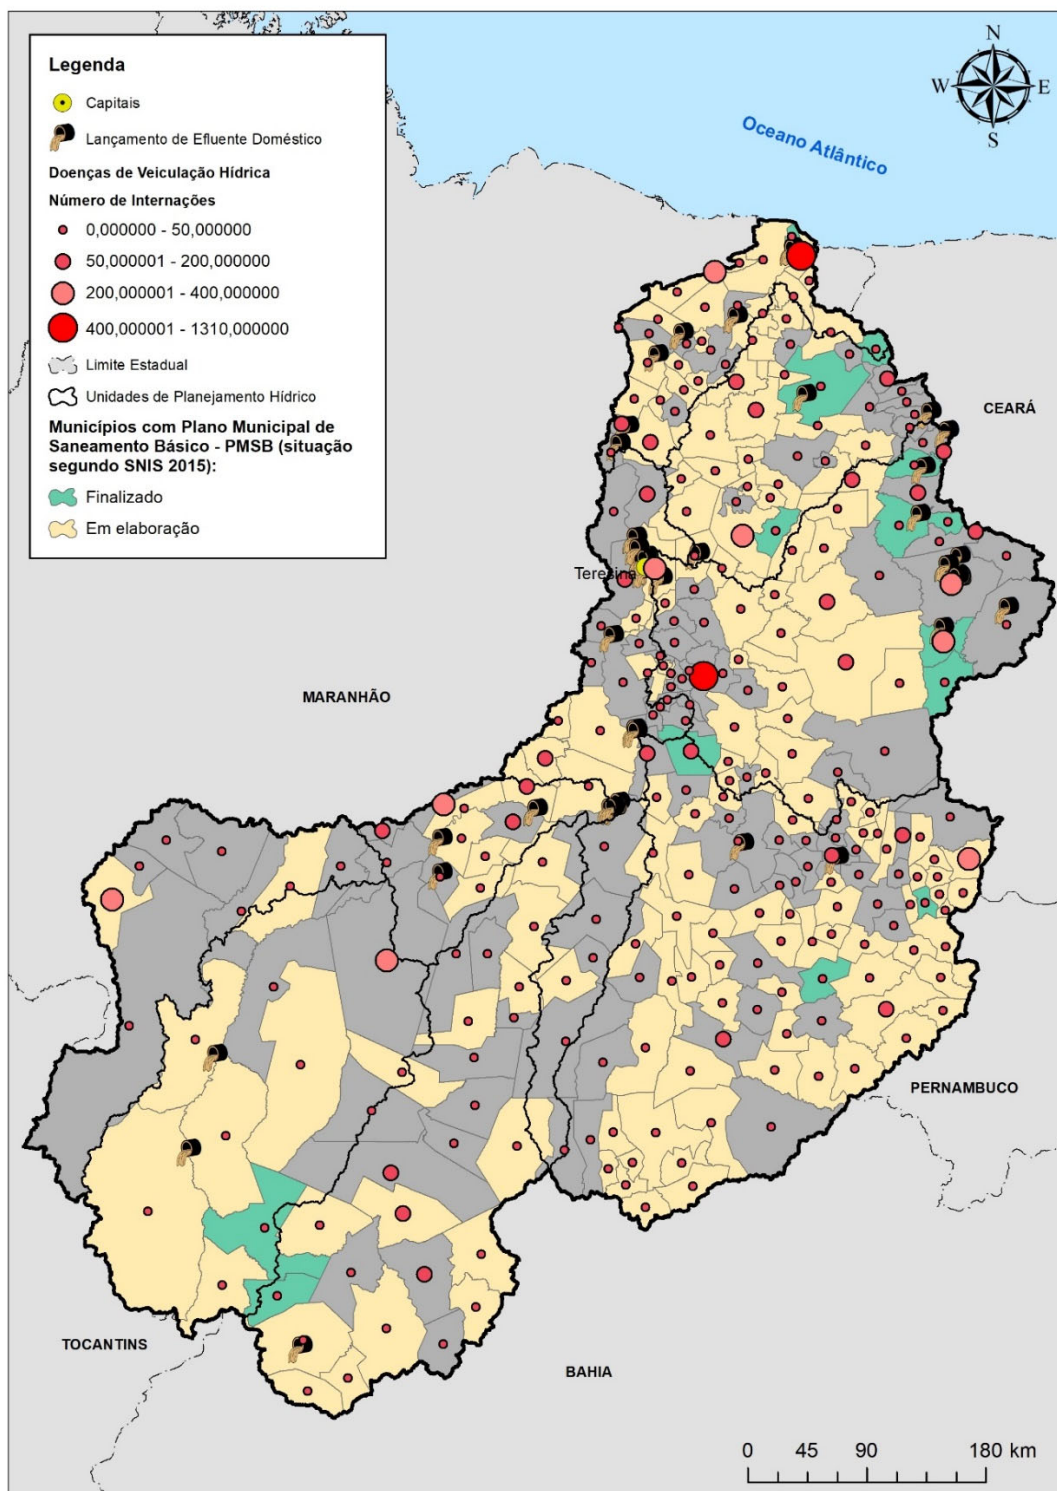 Legenda
Capitais
Lançamento de Efluente Doméstico
Doenças de Veiculação Hídrica
Número de Internações
0,000000 - 50,000000
50,000001 - 200,000000
200,000001 - 400,000000
400,000001 - 1310,000000
Limite Estadual
Unidades de Planejamento Hídrico
Municípios com Plano Municipal de
Saneamento Básico - PMSB (situação
segundo SNIS 2015):
Finalizado
Em elaboração
N
W
E
S
Oceano Atlântico
CEARÁ
Teresina
MARANHÃO
PERNAMBUCO
TOCANTINS
BAHIA
0 45 90 180 km